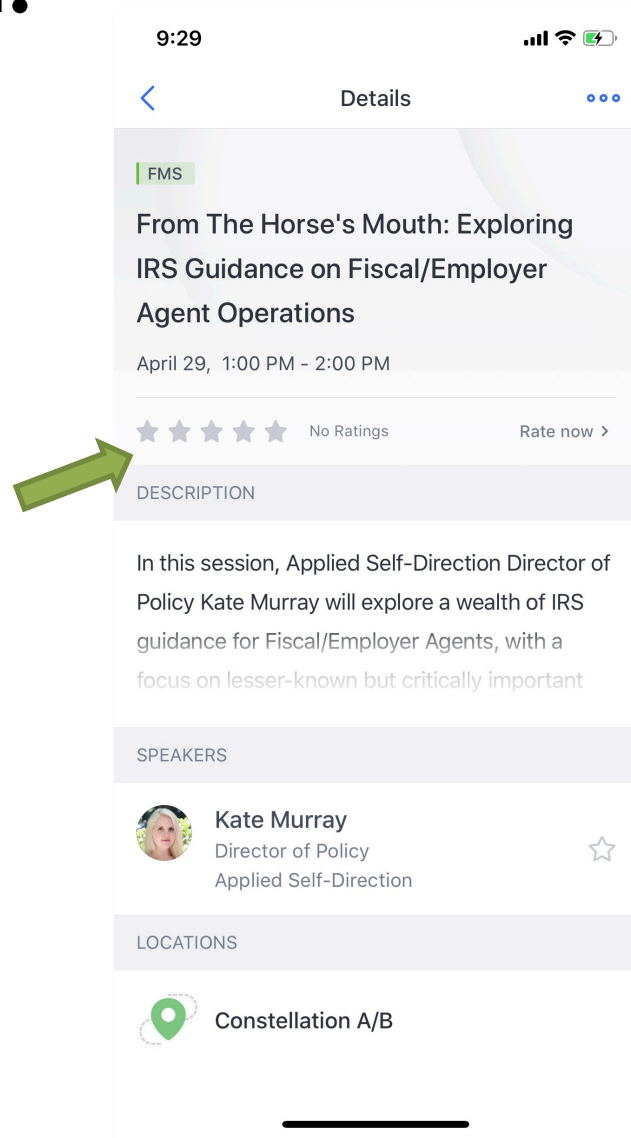 9:29
Details
FMS
From The Horse's Mouth: Exploring
IRS Guidance on Fiscal/Employer
Agent Operations
April 29, 1:00 PM - 2:00 PM
No Ratings Rate now >
DESCRIPTION
In this session, Applied Self-Direction Director of
Policy Kate Murray will explore a wealth of IRS
guidance for Fiscal/Employer Agents, with a
focus on lesser-known but critically important
SPEAKERS
Kate Murray
Director of Policy
Applied Self-Direction
LOCATIONS
Constellation A/B